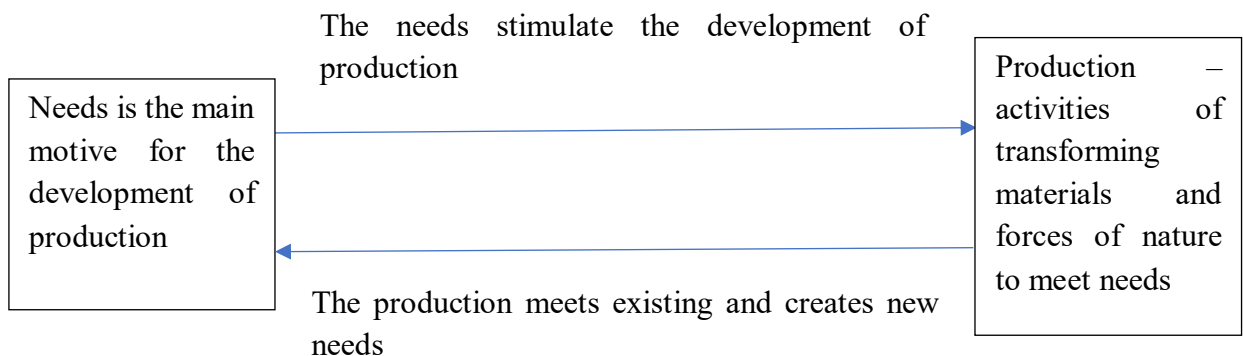 The needs stimulate the development of
production
Needs is the main
motive for the
development of
production
Production –
activities of
transforming
materials and
forces of nature
to meet needs
The production meets existing and creates new
needs